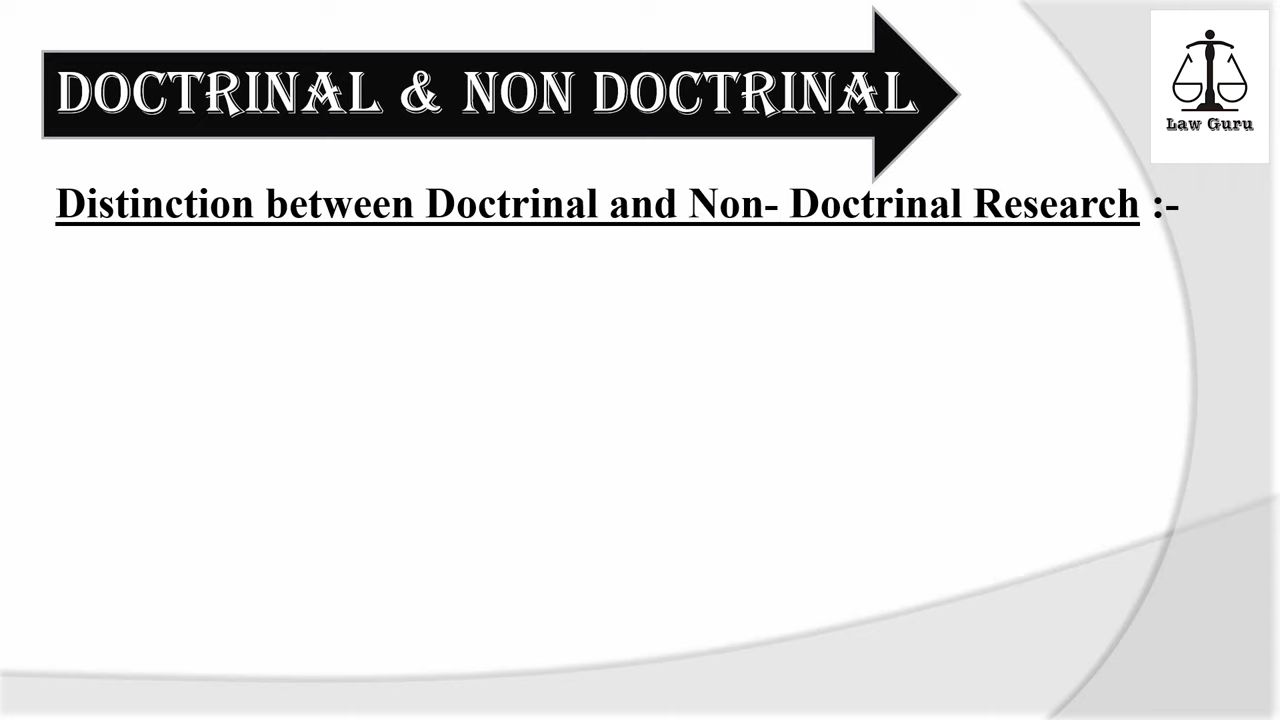 DOCTRINAL & NON DOCTRINAL
Law Guru
Distinction between Doctrinal and Non- Doctrinal Research :-